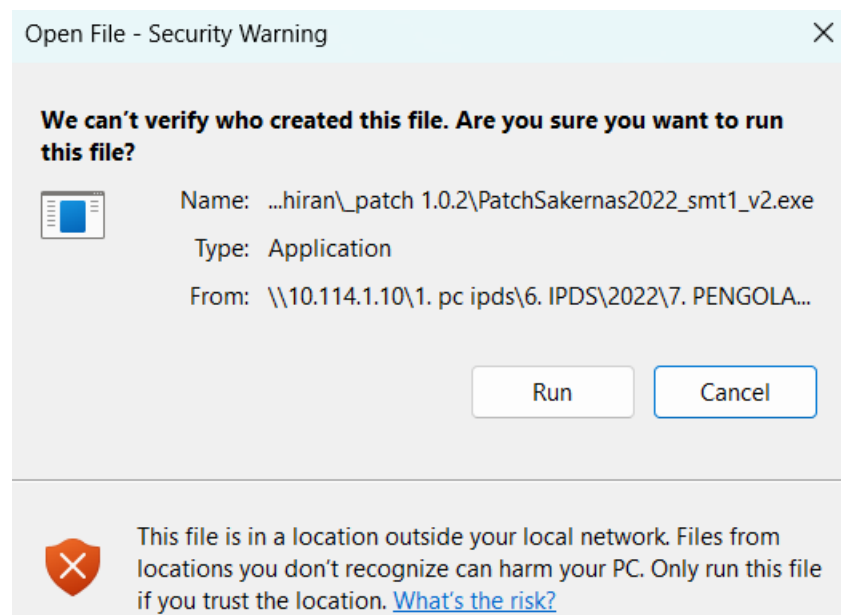 Open File - Security Warning
We can't verify who created this file. Are you sure you want to run
this file?
Name: ...hiran\_patch 1.0.2\PatchSakernas2022_smt1_v2.exe
Type: Application
From: \\10.114.1.10\1. pc ipds\6. IPDS\2022\7. PENGOLA...
Run Cancel
This file is in a location outside your local network. Files from
locations you don't recognize can harm your PC. Only run this file
if you trust the location. What's the risk?